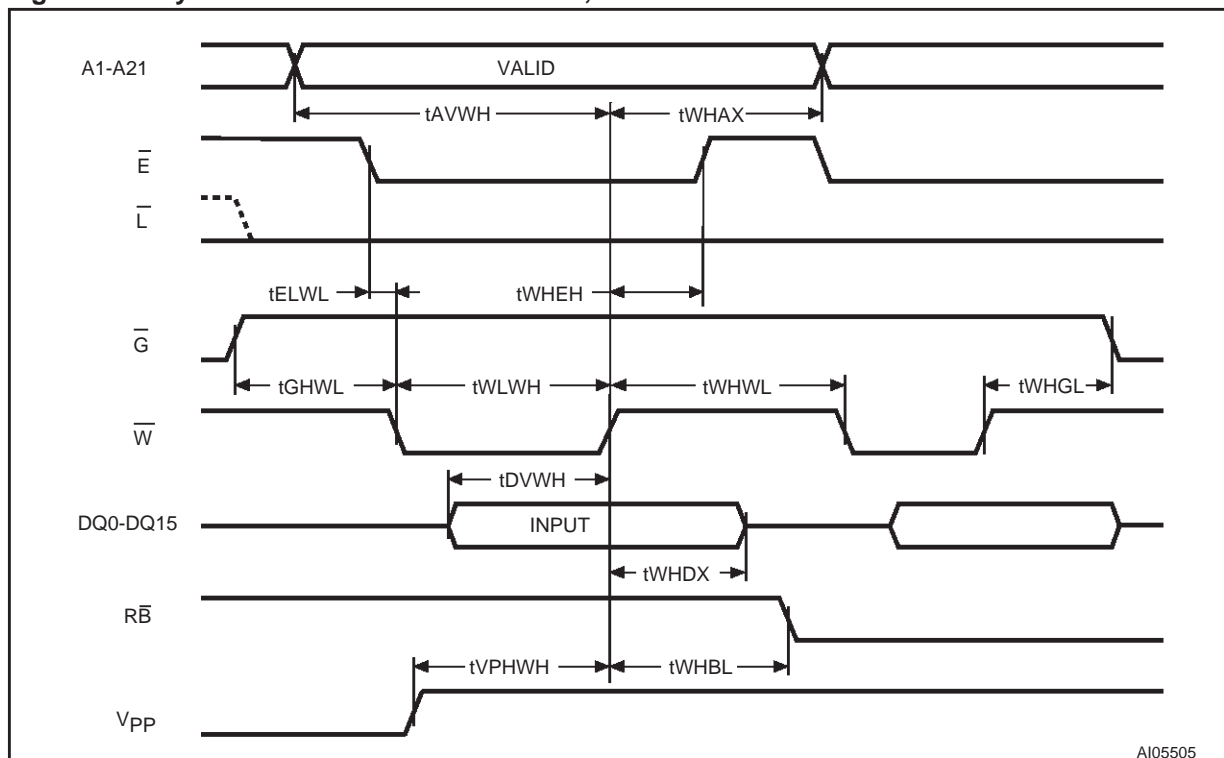 A1-A21
VALID
tAVWH
tWHAX
E̅
L̅
tELWL
tWHEH
G̅
tGHWL
tWLWH
tWHWL
tWHGL
W̅
tDVWH
DQ0-DQ15
INPUT
tWHDX
RB̅
tVPHWH
tWHBL
VPP
AI05505